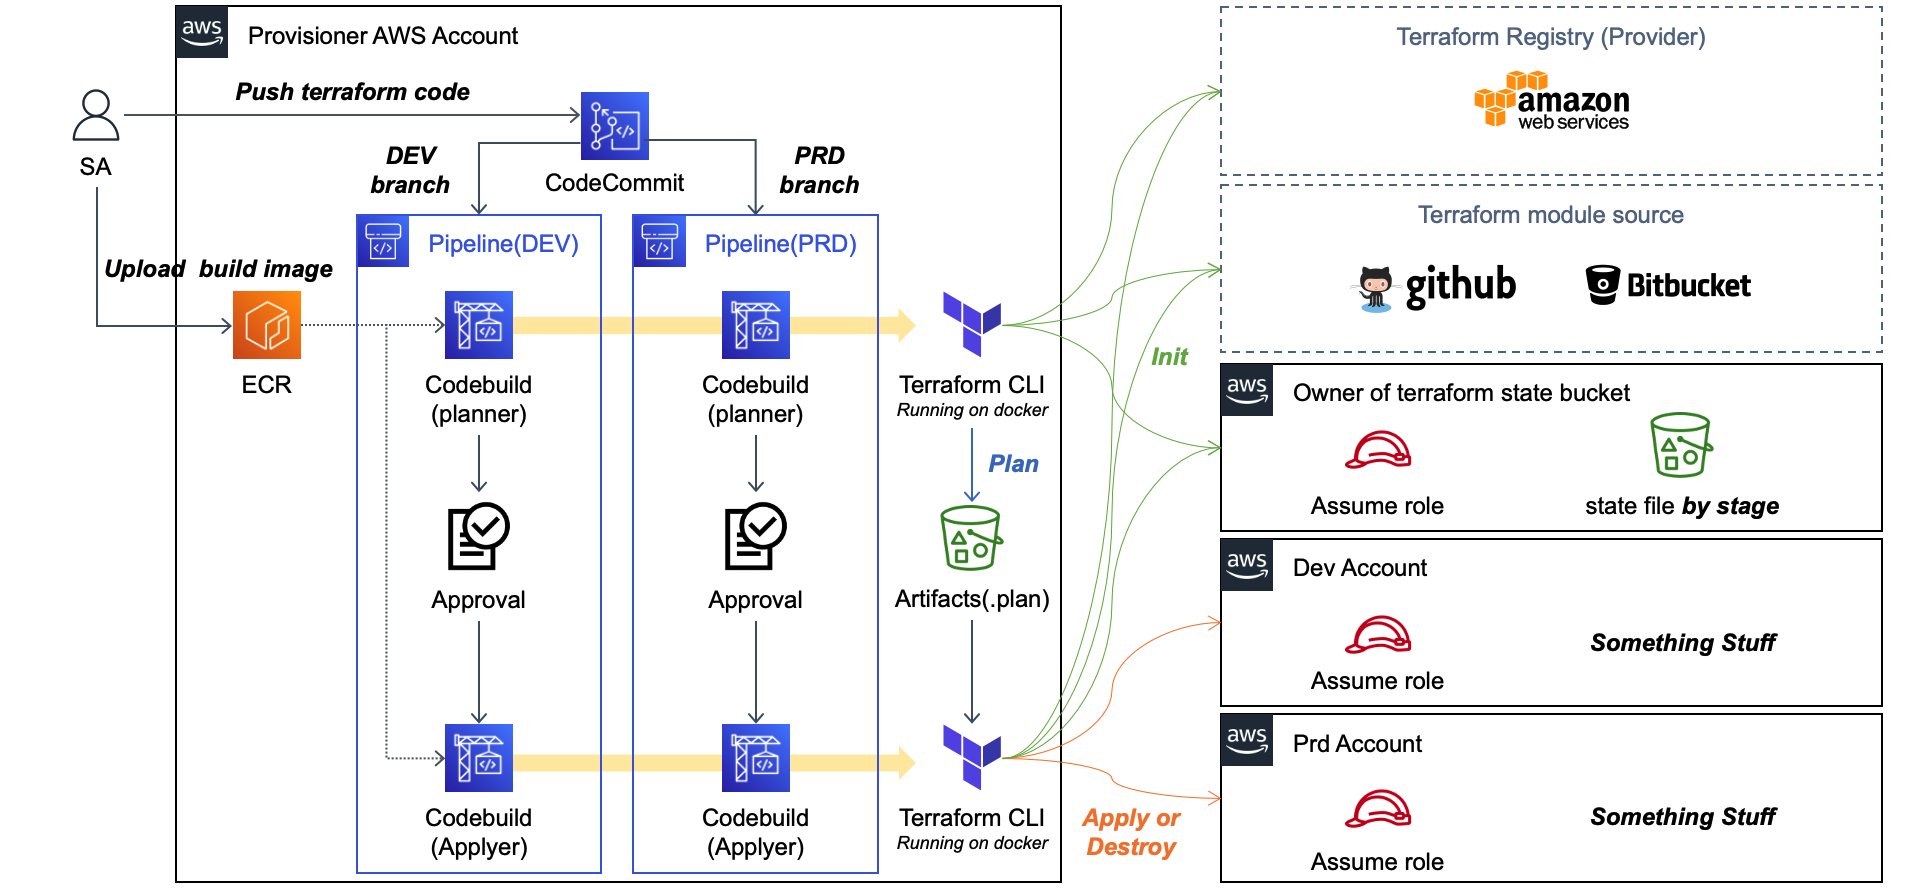 aws
Provisioner AWS Account
Push terraform code
SA
DEV
branch
CodeCommit
PRD
branch
Upload build image
ECR
Pipeline(DEV)
Codebuild
(planner)
Approval
Codebuild
(Applyer)
Pipeline(PRD)
Codebuild
(planner)
Approval
Codebuild
(Applyer)
Terraform CLI
Running on docker
Plan
Artifacts(.plan)
Terraform CLI
Running on docker
Init
Apply or
Destroy
Terraform Registry (Provider)
amazon
web services
Terraform module source
github
Bitbucket
aws
Owner of terraform state bucket
Assume role
state file by stage
aws
Dev Account
Assume role
Something Stuff
aws
Prd Account
Assume role
Something Stuff